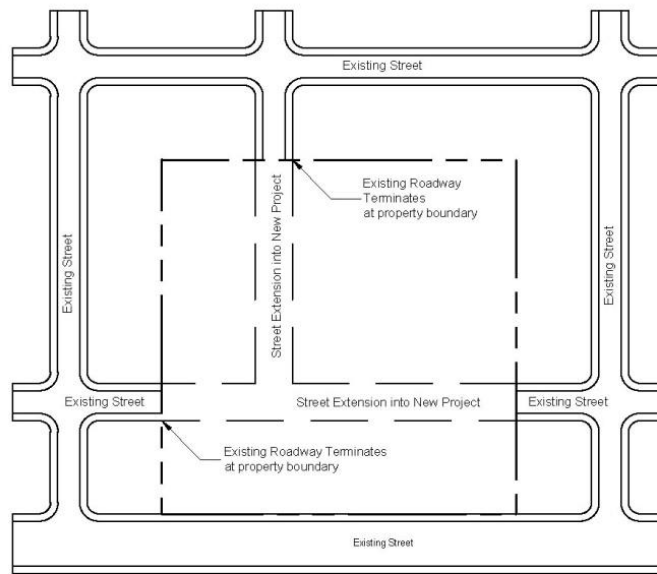 Existing Street
Existing Roadway
Terminates
at property boundary
Existing Street
Street Extension into New Project
Existing Street
Existing Street
Street Extension into New Project
Existing Street
Existing Roadway Terminates
at property boundary
Existing Street